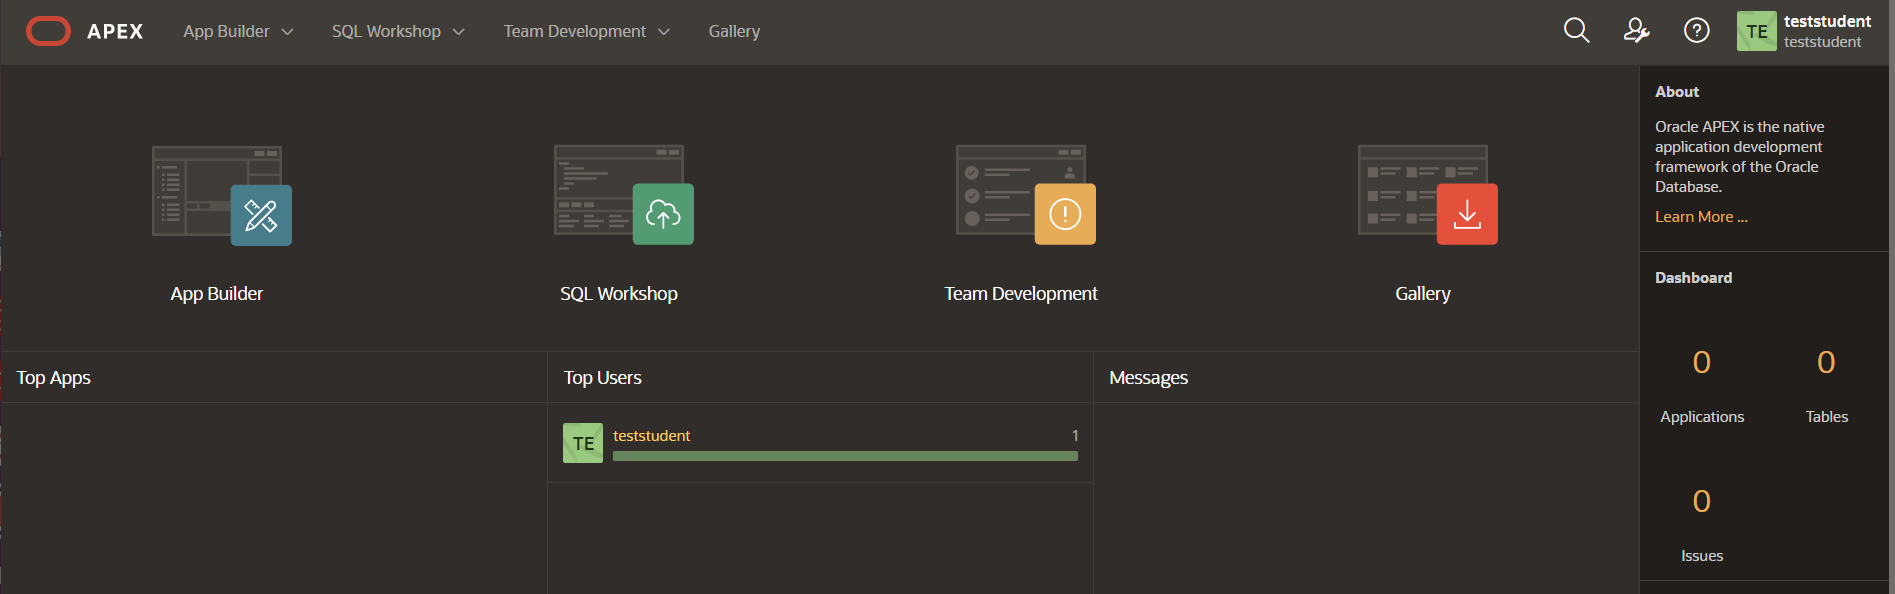 APEX
App Builder
SQL Workshop
Team Development
Gallery
TE
teststudent
teststudent
App Builder
SQL Workshop
Team Development
Gallery
Top Apps
Top Users
TE
teststudent
1
Messages
About
Oracle APEX is the native
application development
framework of the Oracle
Database.
Learn More ...
Dashboard
0
Applications
0
Tables
0
Issues